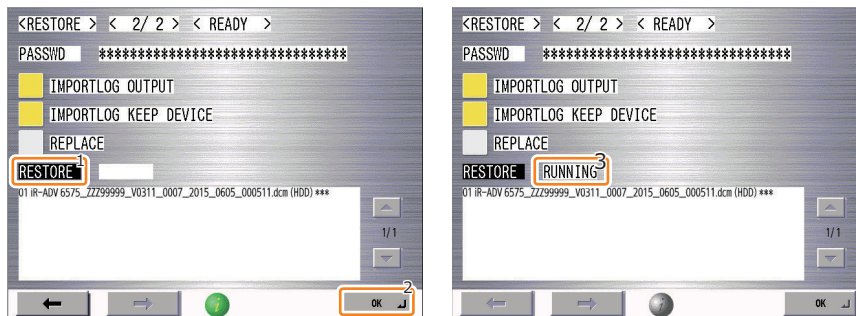 <RESTORE > < 2/ 2 > < READY >
PASSWD ********************************
IMPORTLOG OUTPUT
IMPORTLOG KEEP DEVICE
REPLACE
1
RESTORE
01 iR-ADV 6575_ZZZ99999_V0311_0007_2015_0605_000511.dcm (HDD) ***
1/1
2
OK
<RESTORE > < 2/ 2 > < READY >
PASSWD ********************************
IMPORTLOG OUTPUT
IMPORTLOG KEEP DEVICE
REPLACE
3
RESTORE RUNNING
01 iR-ADV 6575_ZZZ99999_V0311_0007_2015_0605_000511.dcm (HDD) ***
1/1
OK